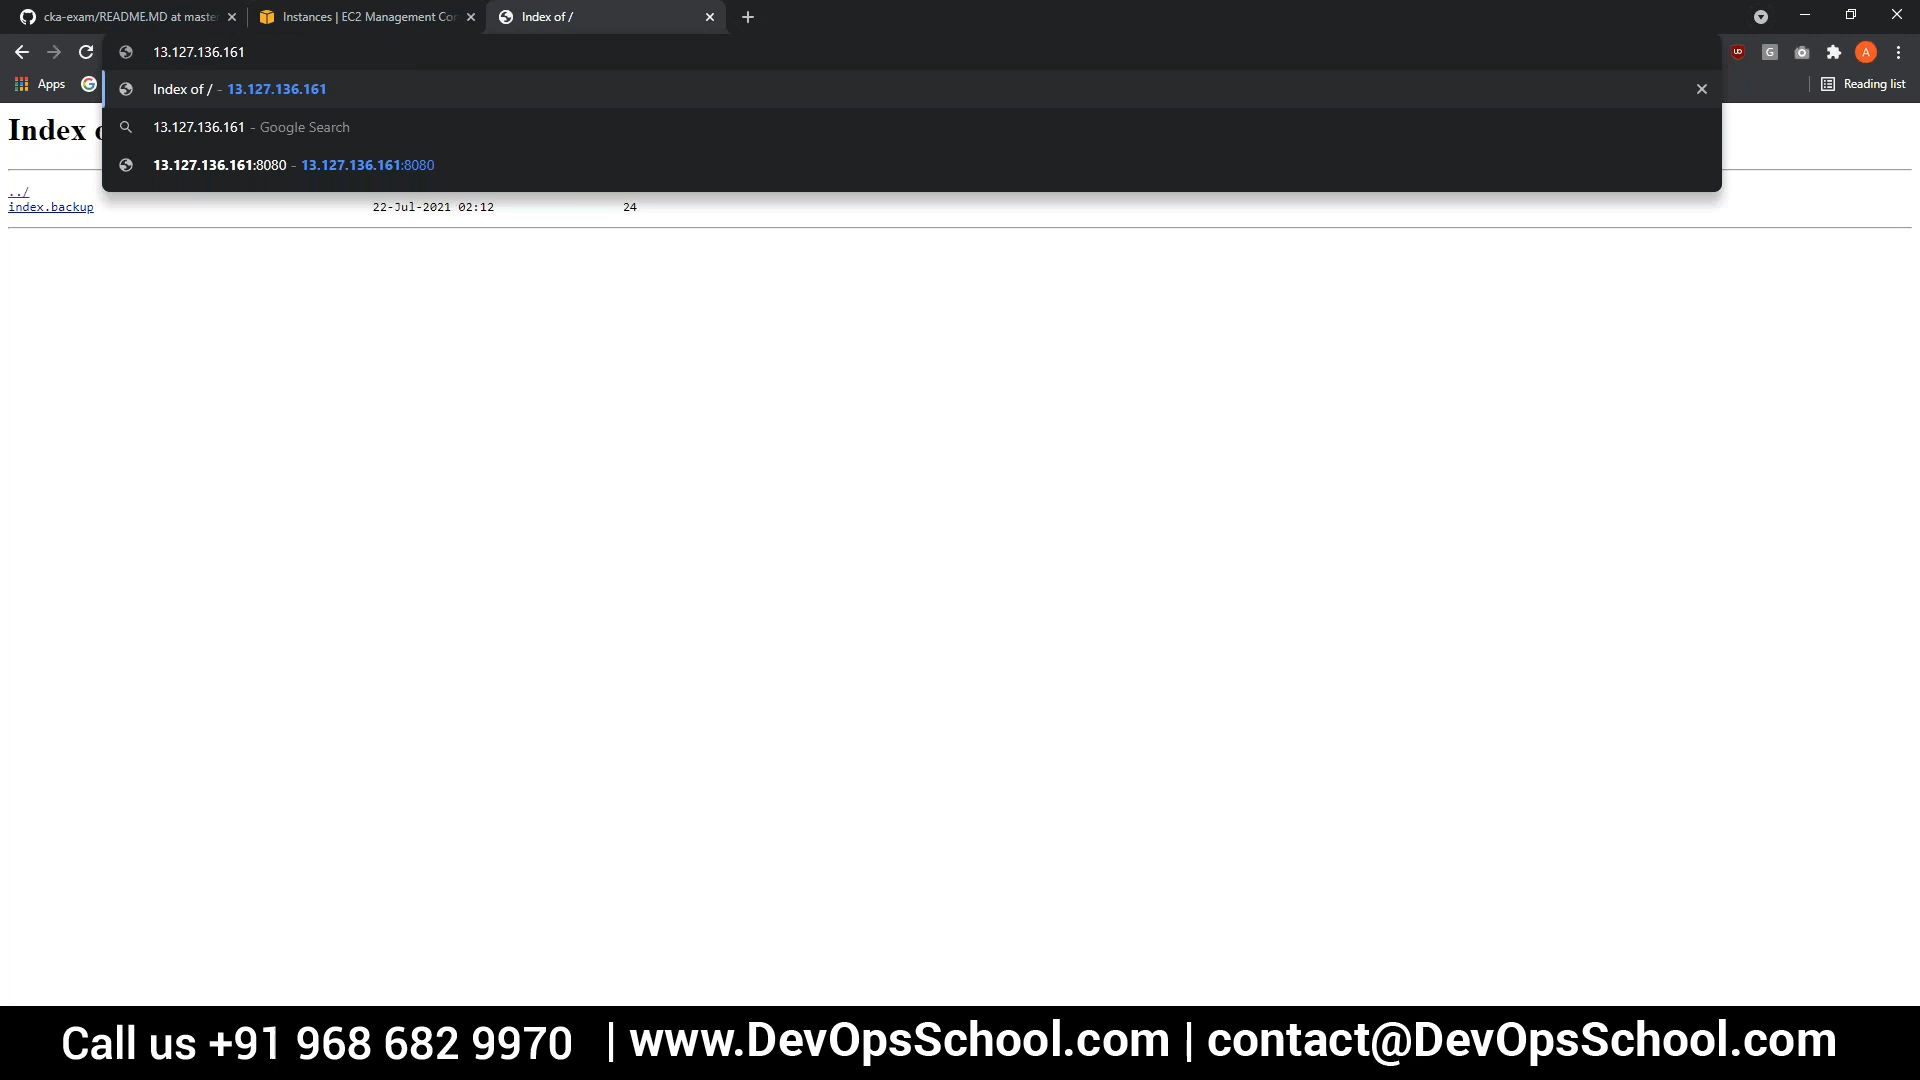 cka-exam/README.MD at master
Instances | EC2 Management Con
Index of /
13.127.136.161
Apps
Index of / - 13.127.136.161
Reading list
13.127.136.161 - Google Search
13.127.136.161:8080 - 13.127.136.161:8080
Index o
../
index.backup 22-Jul-2021 02:12 24
Call us +91 968 682 9970 | www.DevOpsSchool.com | contact@DevOpsSchool.com